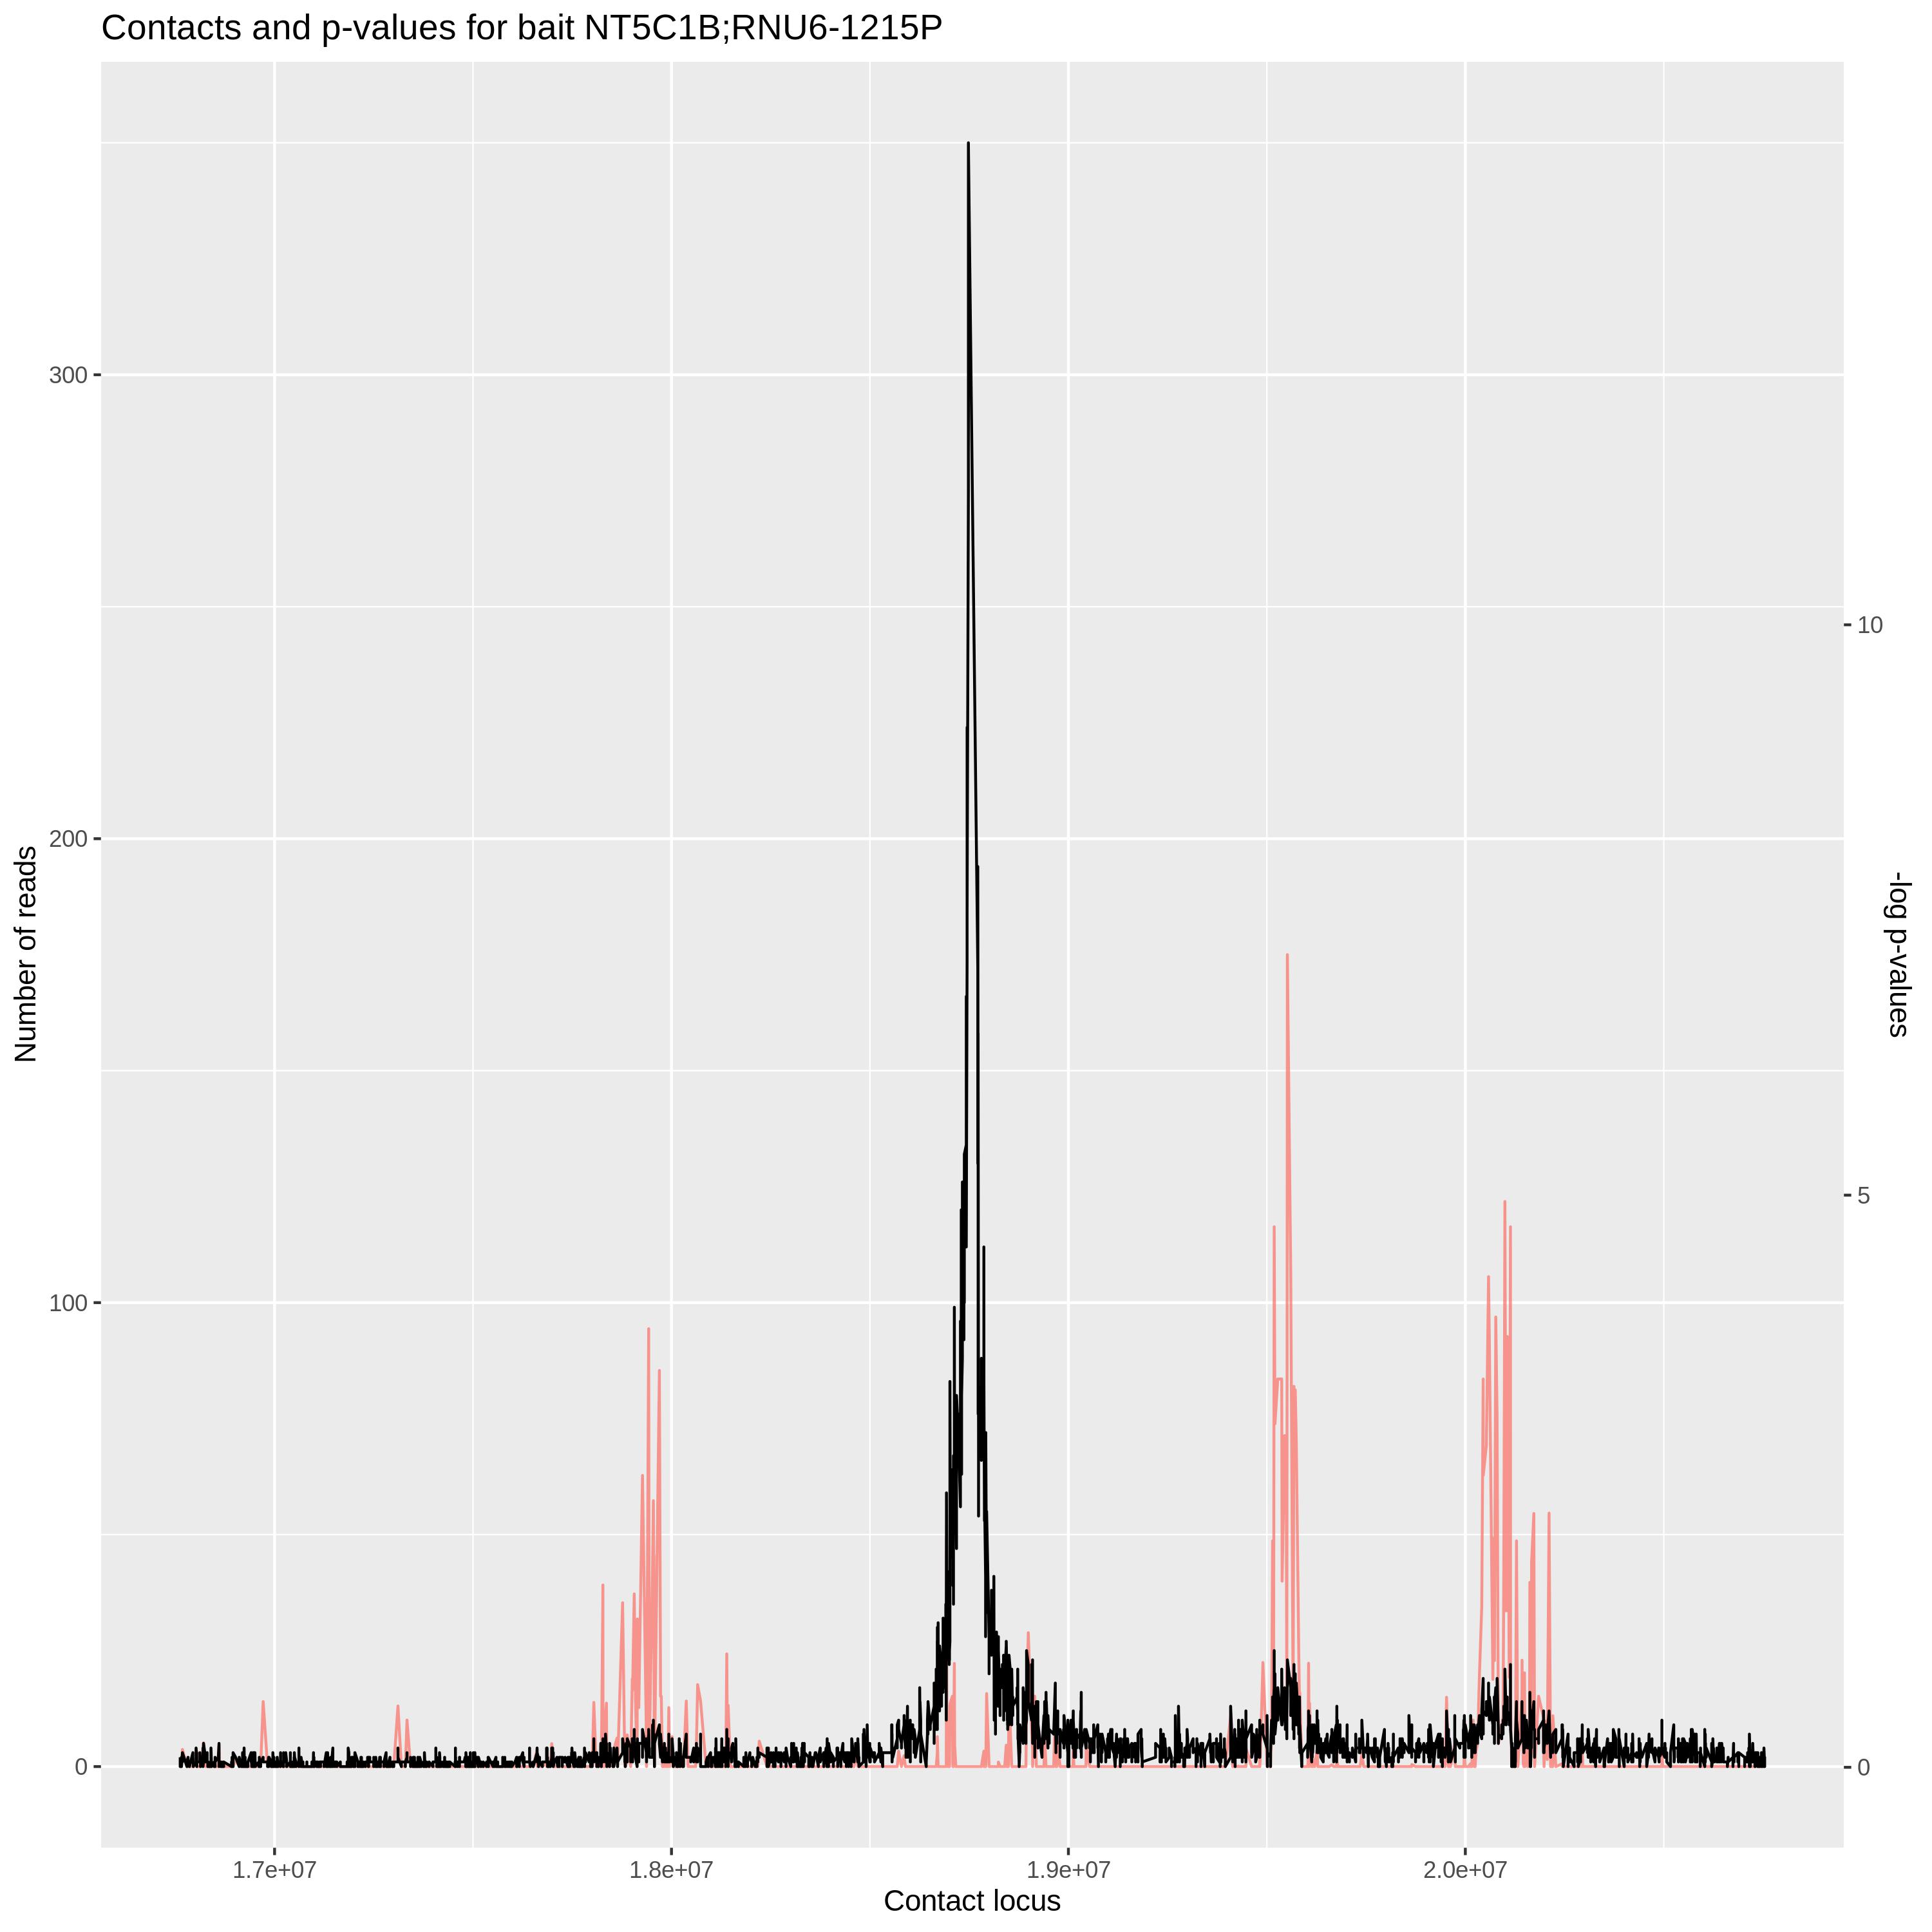 Contacts and p-values for bait NT5C1B;RNU6-1215P
300
200
100
0
Number of reads
10
5
0
-log p-values
1.7e+07
1.8e+07
1.9e+07
2.0e+07
Contact locus